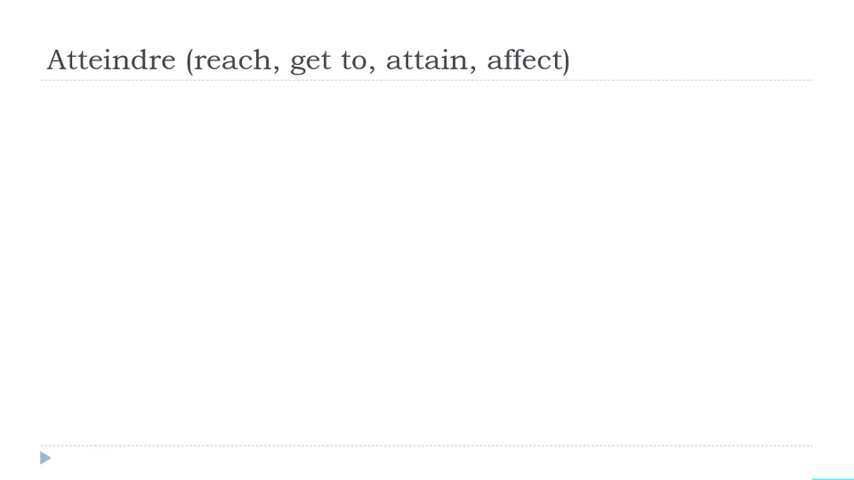 Atteindre (reach, get to, attain, affect)